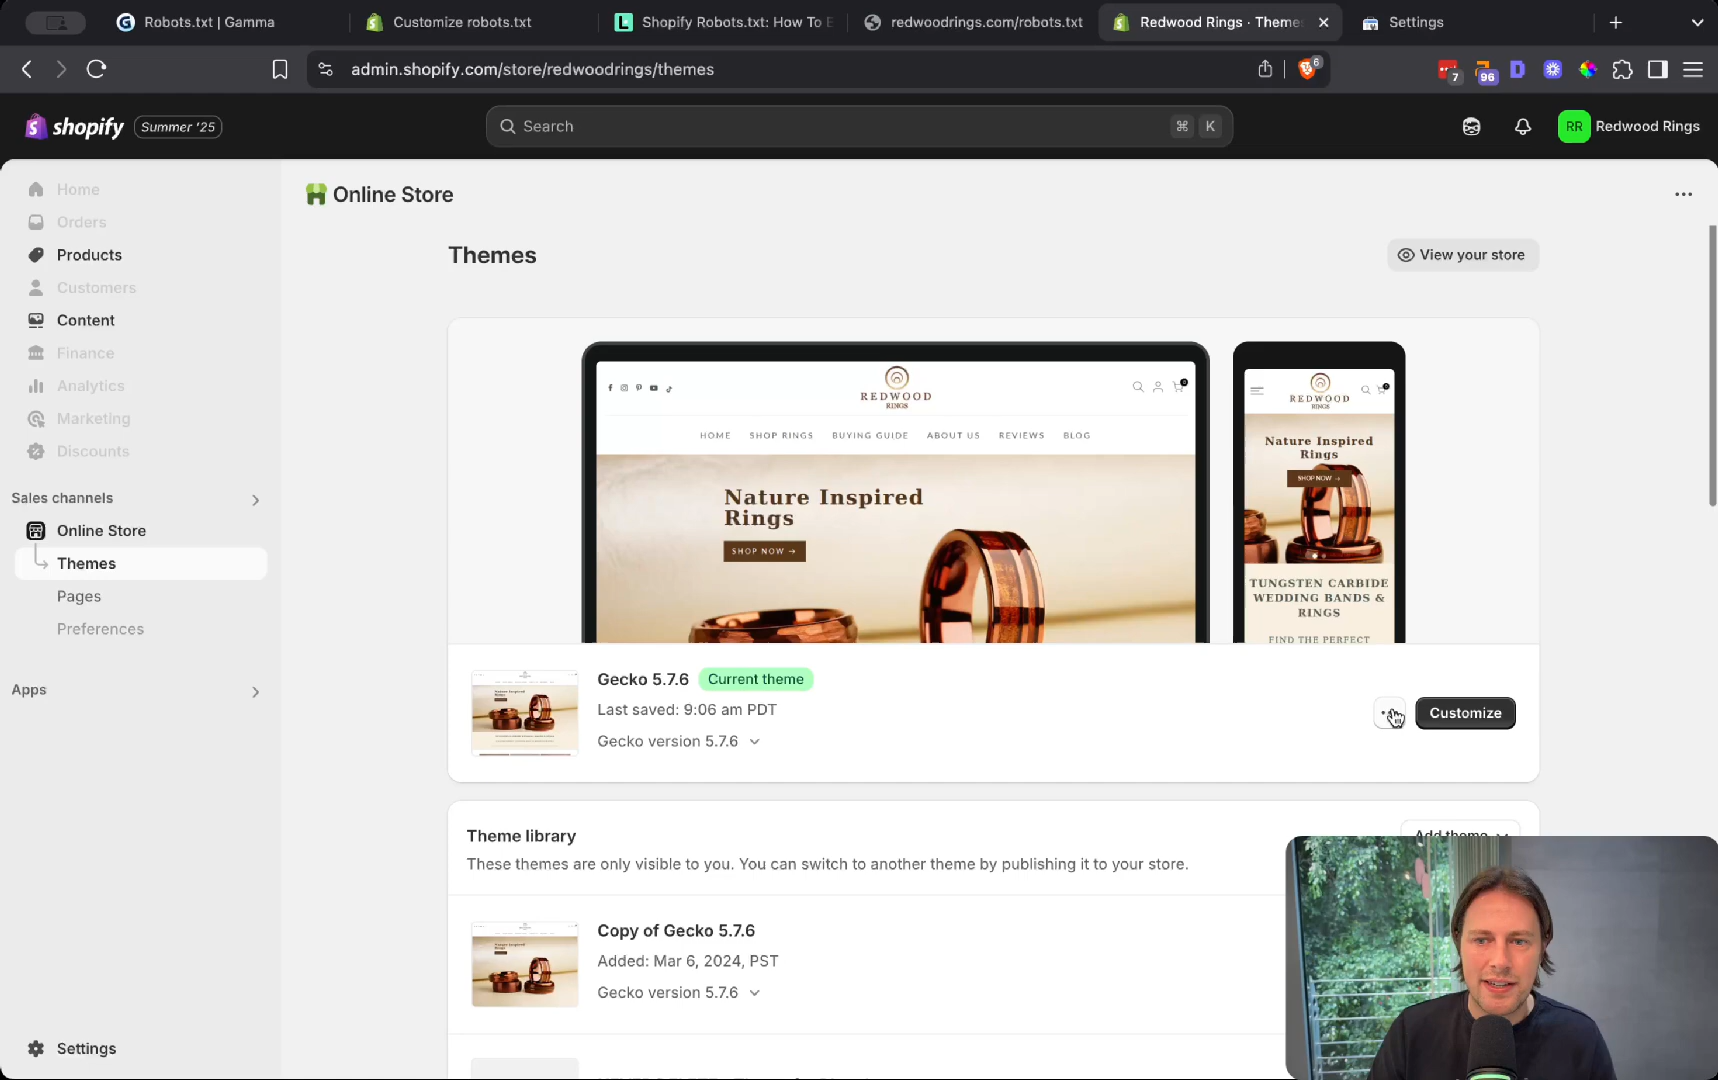 Robots.txt | Gamma
Customize robots.txt
Shopify Robots.txt: How To E
redwoodrings.com/robots.txt
Redwood Rings · Themes
Settings
admin.shopify.com/store/redwoodrings/themes
6
7
96
shopify
Summer '25
Search
⌘ K
RR
Redwood Rings
Home
Orders
Products
Customers
Content
Finance
Analytics
Marketing
Discounts
Sales channels
Online Store
Themes
Pages
Preferences
Apps
Settings
Online Store
Themes
View your store
REDWOOD
RINGS
HOME SHOP RINGS BUYING GUIDE ABOUT US REVIEWS BLOG
Nature Inspired
Rings
SHOP NOW →
REDWOOD
RINGS
Nature Inspired
Rings
SHOP NOW →
TUNGSTEN CARBIDE
WEDDING BANDS &
RINGS
FIND THE PERFECT
Gecko 5.7.6 Current theme
Last saved: 9:06 am PDT
Gecko version 5.7.6
Customize
Theme library
Add theme
These themes are only visible to you. You can switch to another theme by publishing it to your store.
Copy of Gecko 5.7.6
Added: Mar 6, 2024, PST
Gecko version 5.7.6